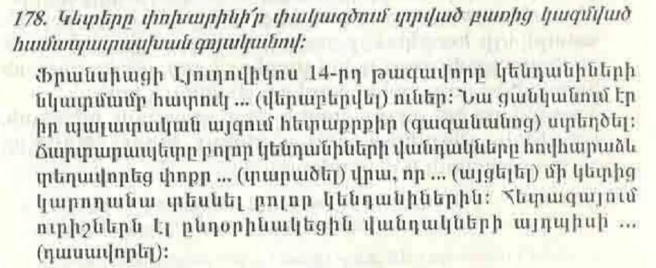 178. Կետերը փոխարինի՛ր փակագծում տրված բառից կազմված
համապատասխան գոյականով:
Ֆրանսիացի Լյուդովիկոս 14-րդ թագավորը կենդանիների
նկատմամբ հատուկ ... (վերաբերվել) ուներ: Նա ցանկանում էր
իր պալատական այգում հետաքրքիր (գազանանոց) ստեղծել:
Ճարտարապետը բոլոր կենդանիների վանդակները հովհարաձև
տեղավորեց փոքր ... (տարածել) վրա, որ ... (այցելել) մի կետից
կարողանա տեսնել բոլոր կենդանիներին: Հետագայում
ուրիշներն էլ ընդօրինակեցին վանդակների այդպիսի ...
(դասավորել):